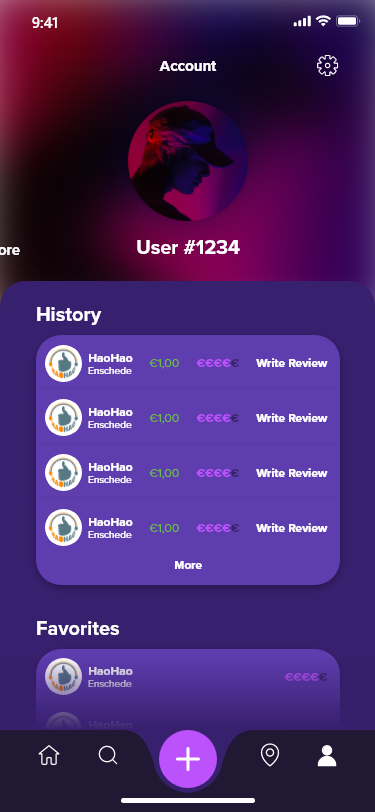 9:41
Account
ore
User #1234
History
HaoHao
Enschede
€1,00
€€€€€
Write Review
HaoHao
Enschede
€1,00
€€€€€
Write Review
HaoHao
Enschede
€1,00
€€€€€
Write Review
HaoHao
Enschede
€1,00
€€€€€
Write Review
More
Favorites
HaoHao
Enschede
€€€€€
HaoHao